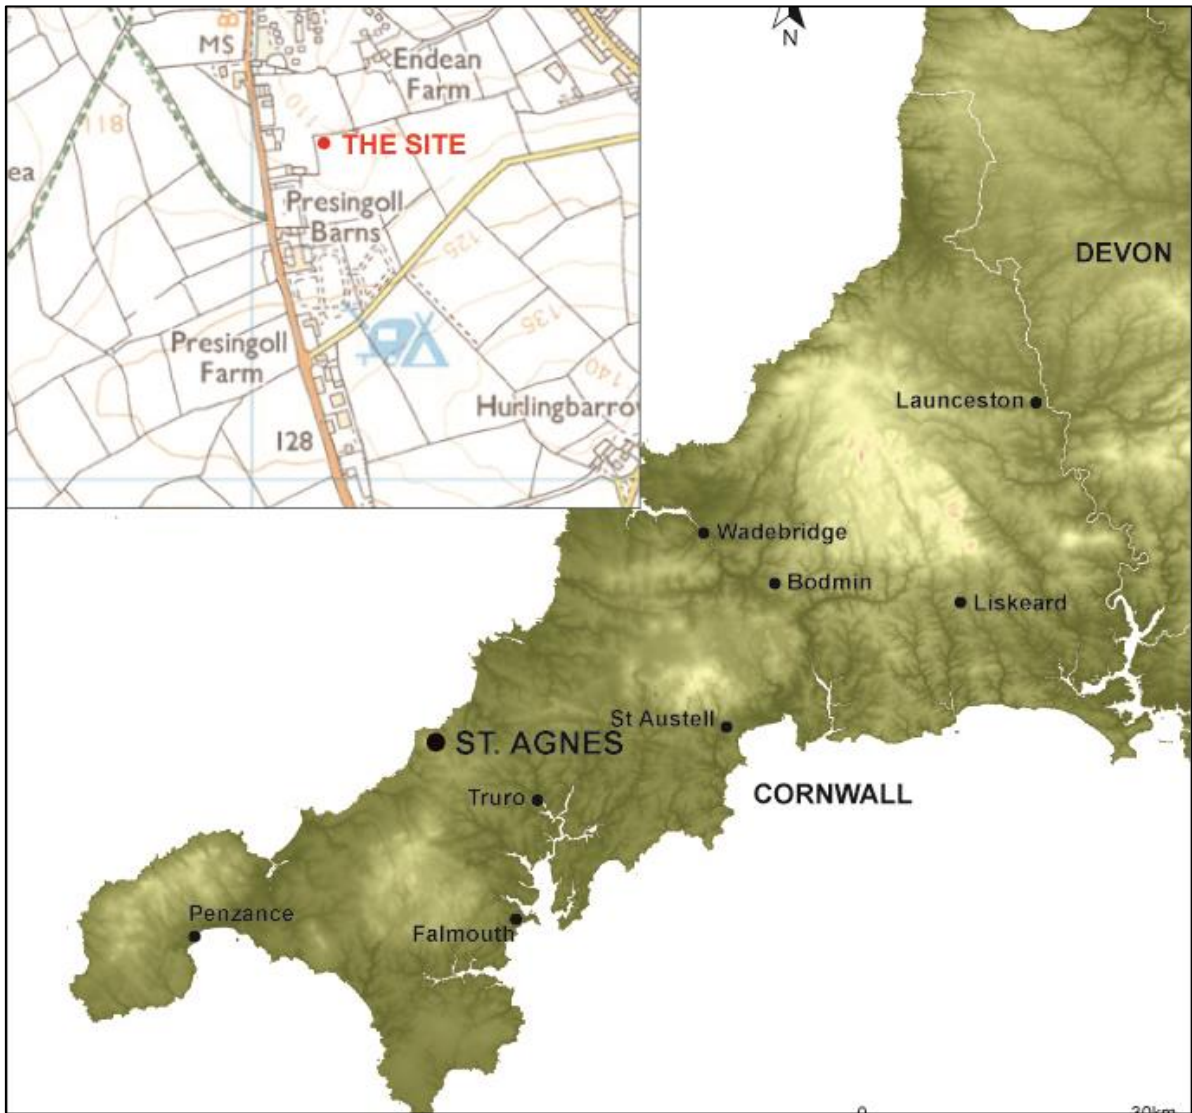 MS
8
Endean
Farm
110
118
THE SITE
ea
Presingoll
Barns
125
135
Presingoll
Farm
140
Hurlingbarro
128
N
DEVON
Launceston
Wadebridge
Bodmin
Liskeard
St Austell
ST. AGNES
CORNWALL
Truro
Penzance
Falmouth
0
30km